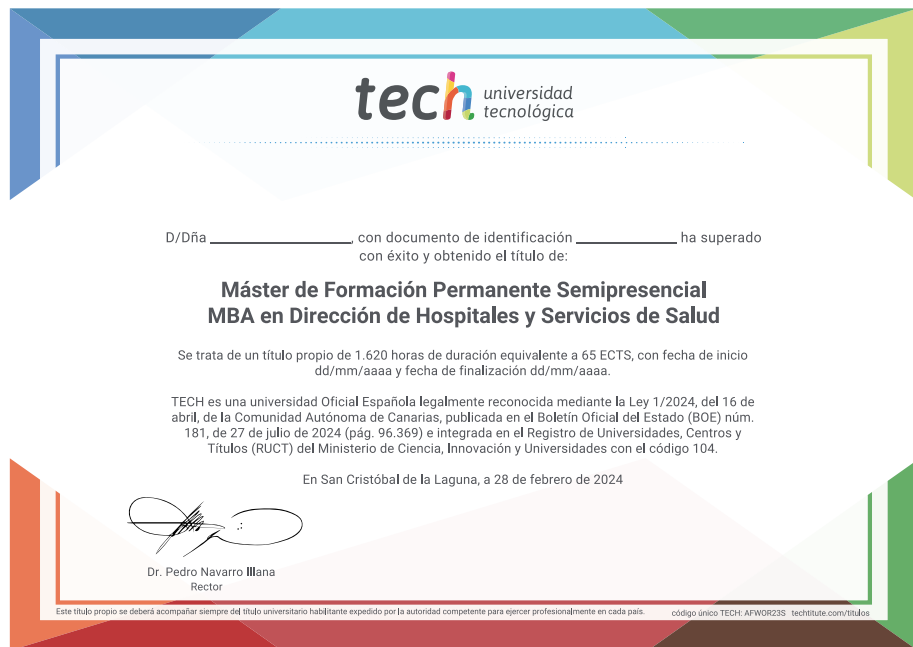 tech universidad
tecnológica
D/Dña ____________________, con documento de identificación ______________ ha superado
con éxito y obtenido el título de:
Máster de Formación Permanente Semipresencial
MBA en Dirección de Hospitales y Servicios de Salud
Se trata de un título propio de 1.620 horas de duración equivalente a 65 ECTS, con fecha de inicio
dd/mm/aaaa y fecha de finalización dd/mm/aaaa.
TECH es una universidad Oficial Española legalmente reconocida mediante la Ley 1/2024, del 16 de
abril, de la Comunidad Autónoma de Canarias, publicada en el Boletín Oficial del Estado (BOE) núm.
181, de 27 de julio de 2024 (pág. 96.369) e integrada en el Registro de Universidades, Centros y
Títulos (RUCT) del Ministerio de Ciencia, Innovación y Universidades con el código 104.
En San Cristóbal de la Laguna, a 28 de febrero de 2024
Dr. Pedro Navarro Illana
Rector
Este título propio se deberá acompañar siempre del título universitario habilitante expedido por la autoridad competente para ejercer profesionalmente en cada país. código único TECH: AFWOR23S techtitute.com/titulos